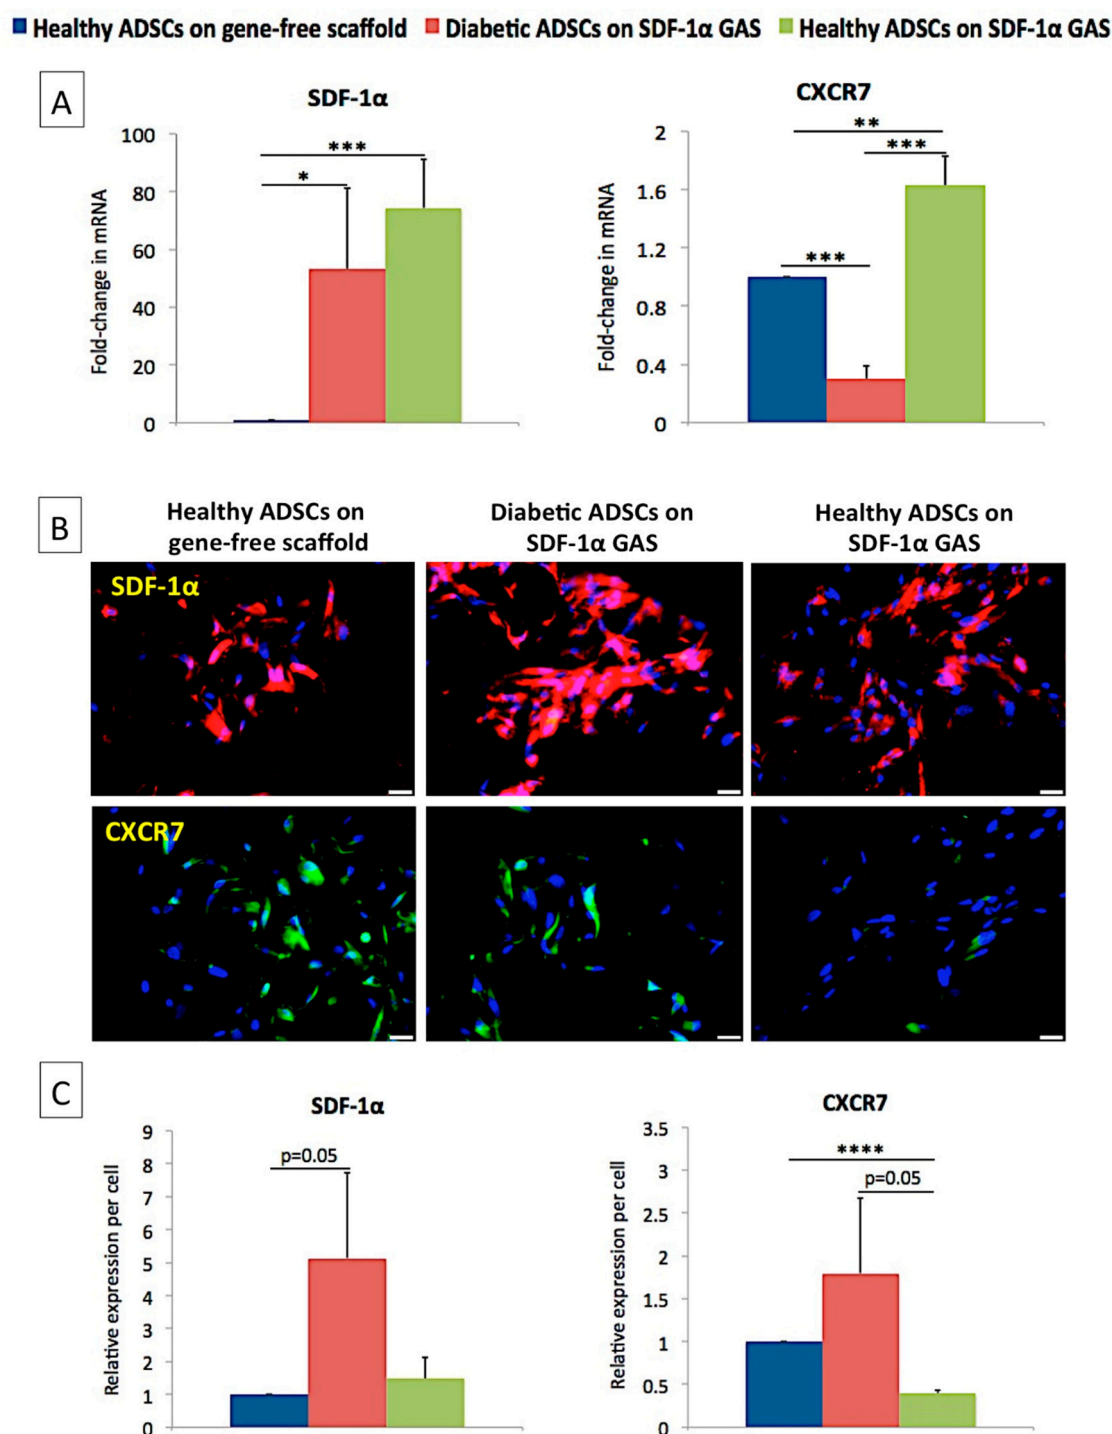 Healthy ADSCs on gene-free scaffold Diabetic ADSCs on SDF-1α GAS Healthy ADSCs on SDF-1α GAS
A
SDF-1α
Fold-change in mRNA
100
80
60
40
20
0
***
*
CXCR7
Fold-change in mRNA
2
1.6
1.2
0.8
0.4
0
**
***
***
B
Healthy ADSCs on
gene-free scaffold
Diabetic ADSCs on
SDF-1α GAS
Healthy ADSCs on
SDF-1α GAS
SDF-1α
CXCR7
C
SDF-1α
Relative expression per cell
9
8
7
6
5
4
3
2
1
0
p=0.05
CXCR7
Relative expression per cell
3.5
3
2.5
2
1.5
1
0.5
0
****
p=0.05